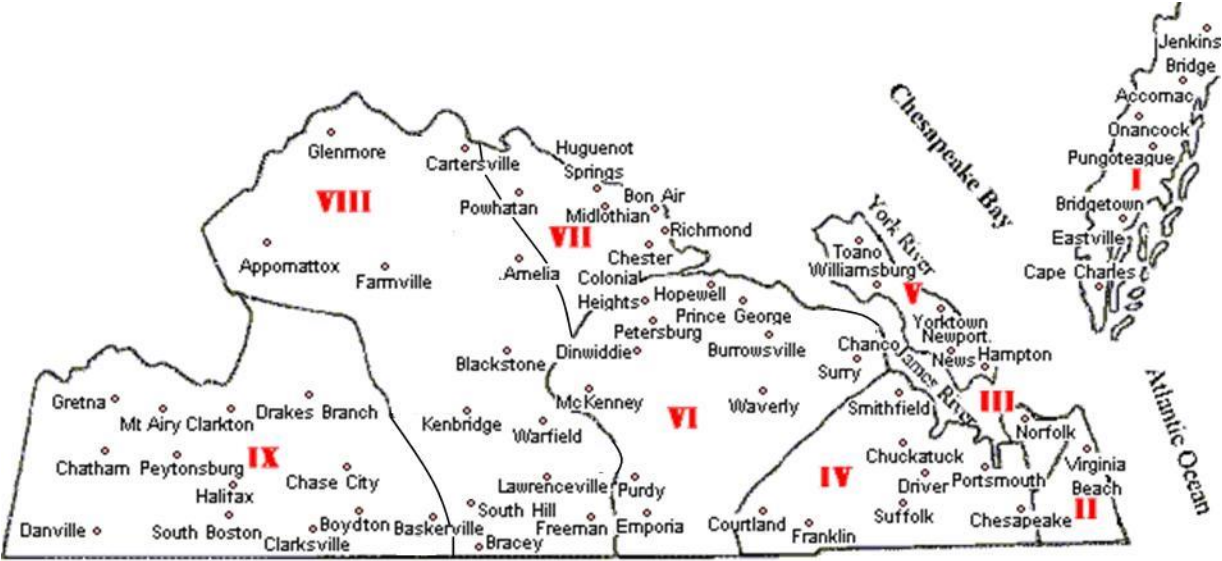 Jenkins
Bridge
Accomac
Onancock
Pungoteague
I
Bridgetown
Eastville
Cape Charles
Chesapeake Bay
Atlantic Ocean
York River
James River
Glenmore
Cartersville
VIII
Appomattox
Farmville
Huguenot
Springs
Powhatan
Midlothian
Bon Air
Richmond
VII
Chester
Amelia
Colonial
Heights
Hopewell
Prince George
Petersburg
Burrowsville
Blackstone
Dinwiddie
McKenney
Waverly
VI
Kenbridge
Warfield
Lawrenceville
Purdy
South Hill
Freeman
Emporia
Baskerville
Bracey
Toano
Williamsburg
V
Yorktown
Newport
News
Hampton
Chanco
Surry
III
Smithfield
Norfolk
Chuckatuck
Portsmouth
Virginia
Beach
IV
Driver
Suffolk
Chesapeake
II
Courtland
Franklin
Gretna
Mt Airy
Clarkton
Drakes Branch
IX
Chatham
Peytonsburg
Halifax
Chase City
Danville
South Boston
Boydton
Clarksville